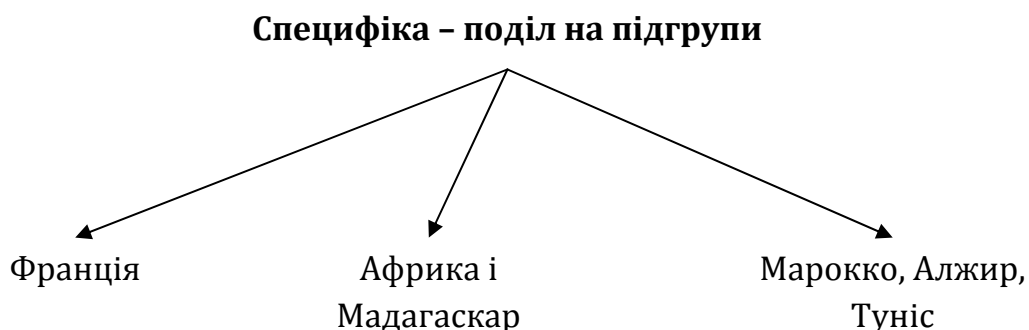 Специфіка – поділ на підгрупи
Франція
Африка і
Мадагаскар
Марокко, Алжир,
Туніс